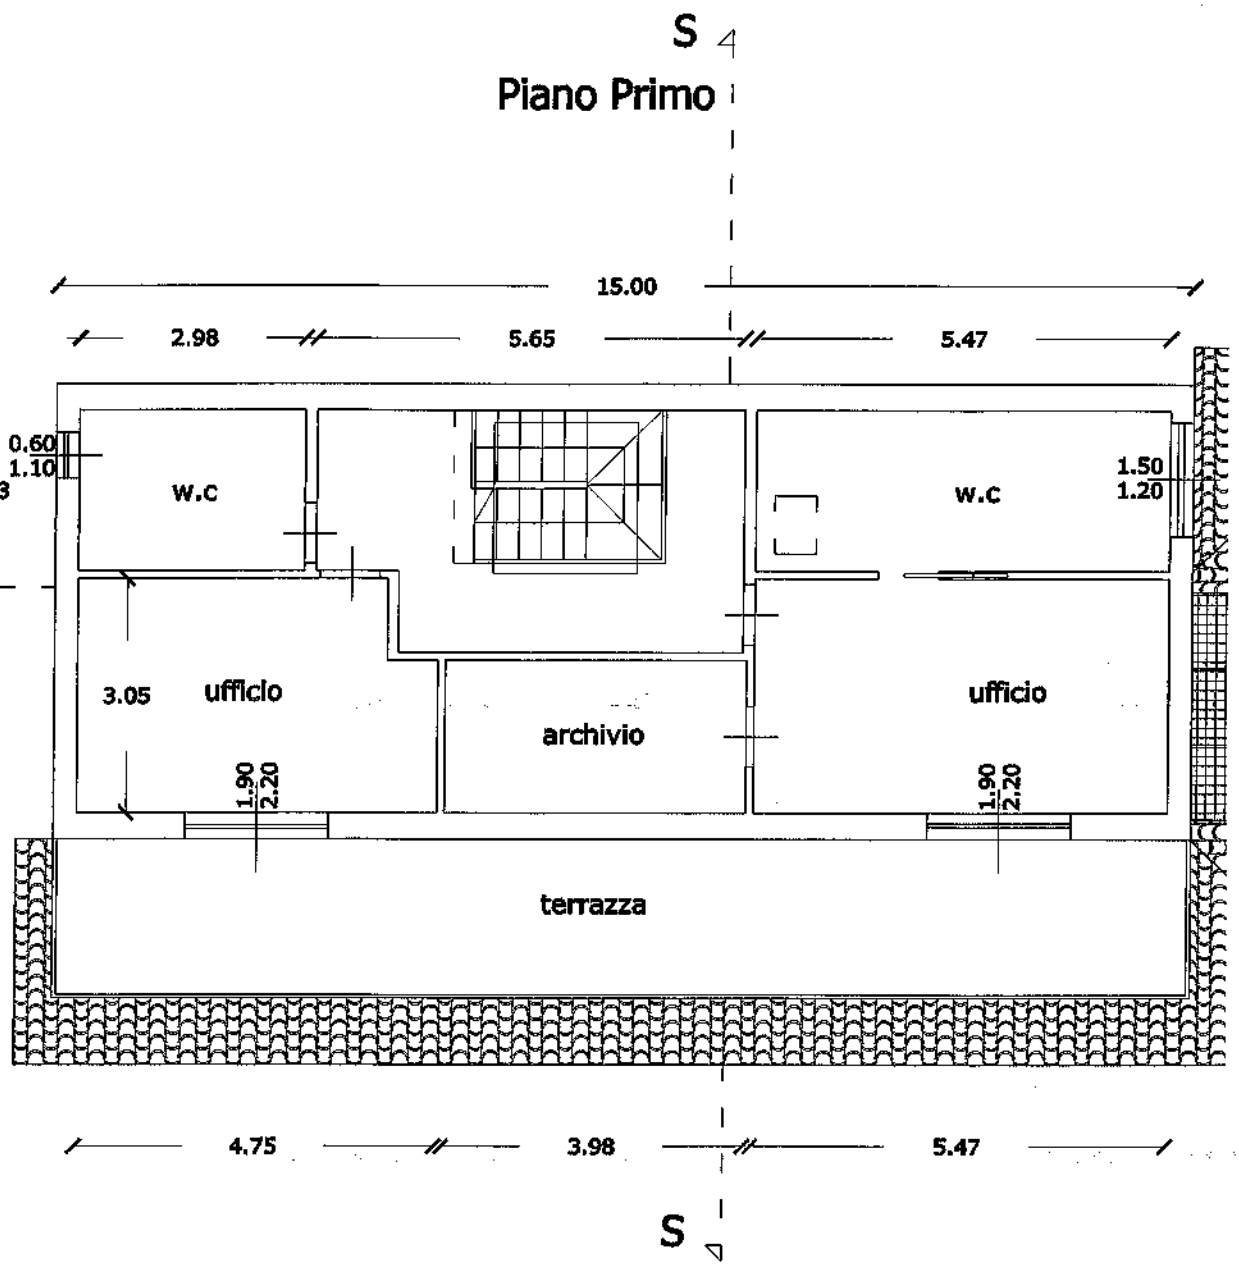 S
Piano Primo
15.00
2.98 5.65 5.47
0.60
1.10
3
w.c
w.c
1.50
1.20
3.05
ufficio
archivio
ufficio
1.90
2.20
1.90
2.20
terrazza
4.75 3.98 5.47
S